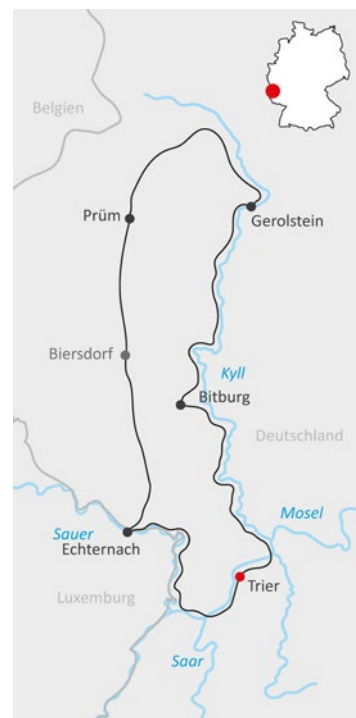 Belgien
Prüm
Gerolstein
Biersdorf
Kyll
Bitburg
Deutschland
Mosel
Sauer
Echternach
Trier
Luxemburg
Saar